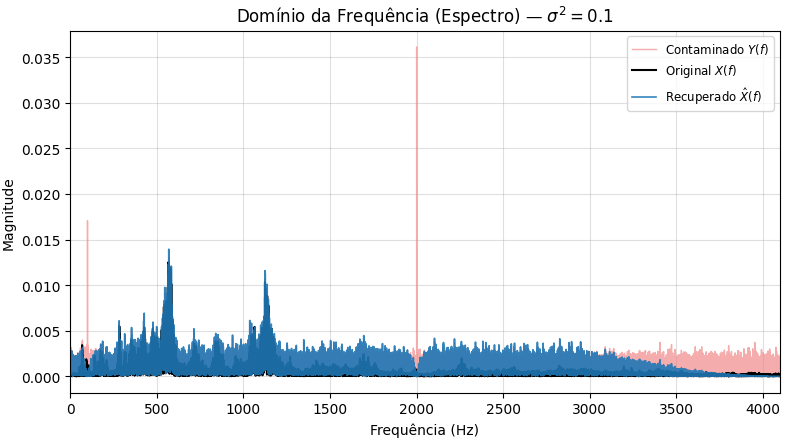 Domínio da Frequência (Espectro) — σ² = 0.1
Contaminado Y(f)
Original X(f)
Recuperado X̂(f)
Magnitude
0.035
0.030
0.025
0.020
0.015
0.010
0.005
0.000
0 500 1000 1500 2000 2500 3000 3500 4000
Frequência (Hz)